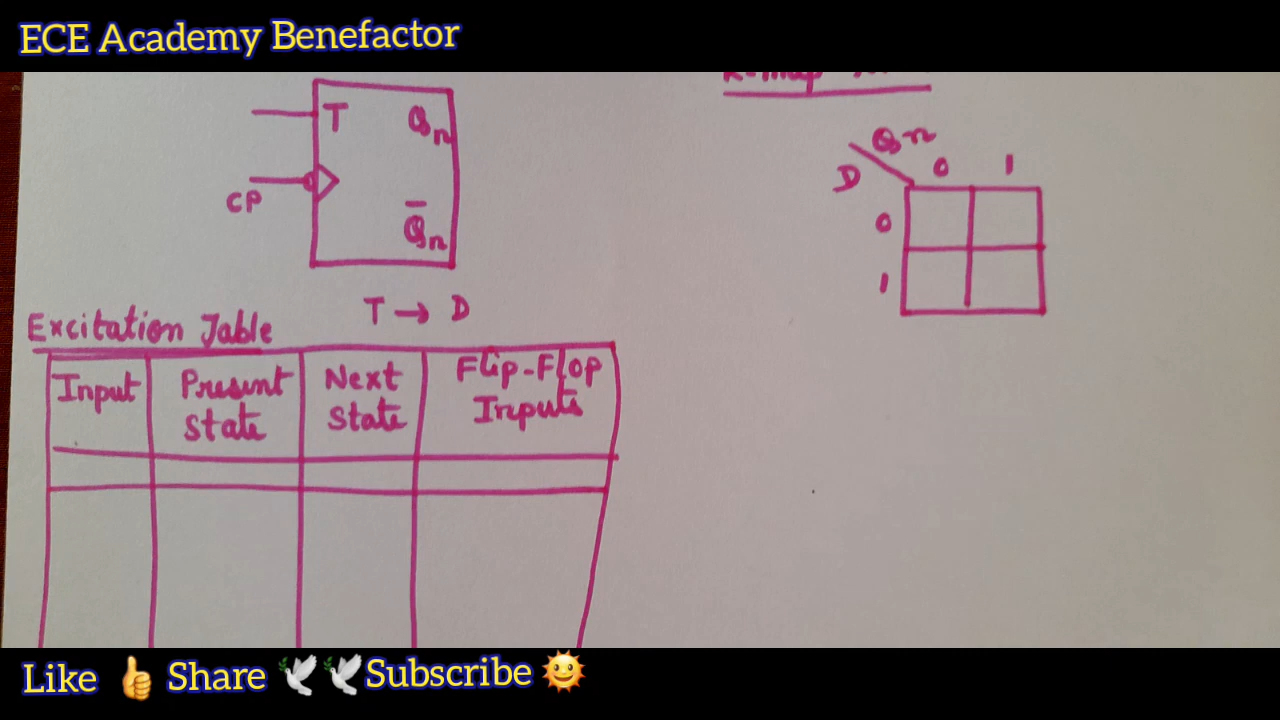 ECE Academy Benefactor
T Qn
CP
Q̅n
T → D
Excitation Table
Input Present State Next State Flip-Flop Inputs
Qn
D 0 1
0
1
Like 👍 Share 🕊️🕊️ Subscribe 🌞